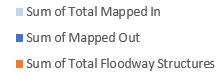 Sum of Total Mapped In
Sum of Mapped Out
Sum of Total Floodway Structures